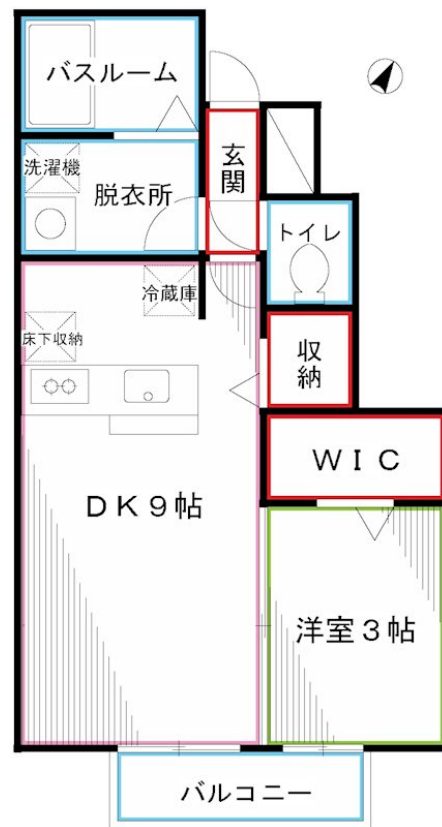 バスルーム
洗濯機
脱衣所
玄関
トイレ
冷蔵庫
床下収納
収納
ＷＩＣ
ＤＫ９帖
洋室３帖
バルコニー